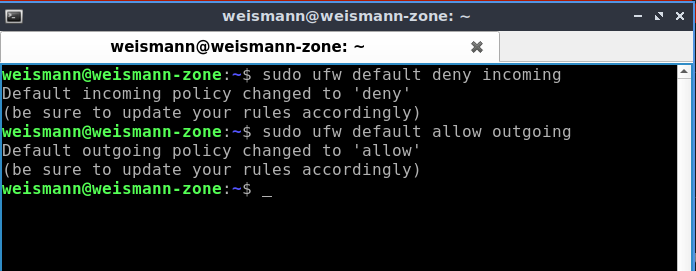 weismann@weismann-zone: ~
weismann@weismann-zone: ~
weismann@weismann-zone:~$ sudo ufw default deny incoming
Default incoming policy changed to 'deny'
(be sure to update your rules accordingly)
weismann@weismann-zone:~$ sudo ufw default allow outgoing
Default outgoing policy changed to 'allow'
(be sure to update your rules accordingly)
weismann@weismann-zone:~$ _